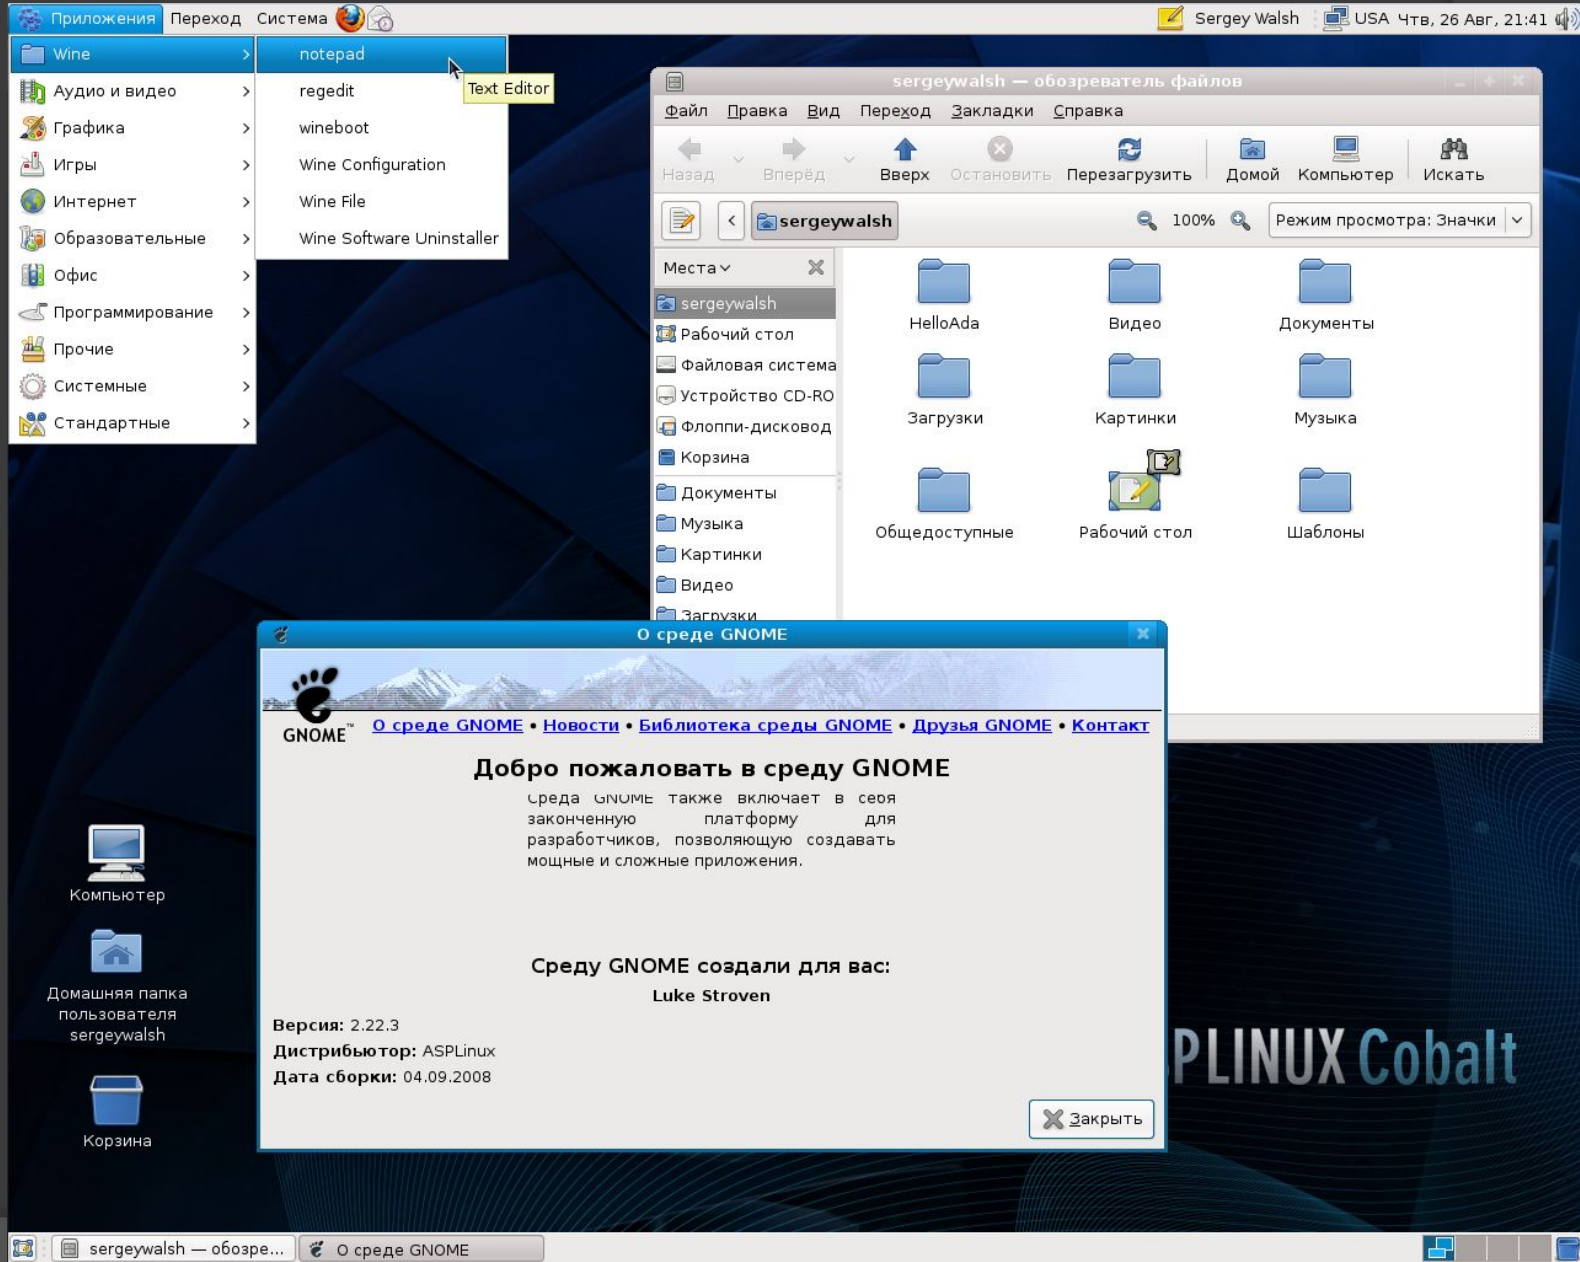 Приложения Переход Система
Sergey Walsh USA Чтв, 26 Авг, 21:41
Wine
Аудио и видео
Графика
Игры
Интернет
Образовательные
Офис
Программирование
Прочие
Системные
Стандартные
notepad
regedit
wineboot
Wine Configuration
Wine File
Wine Software Uninstaller
Text Editor
sergeywalsh — обозреватель файлов
Файл Правка Вид Переход Закладки Справка
Назад Вперёд Вверх Остановить Перезагрузить Домой Компьютер Искать
sergeywalsh 100% Режим просмотра: Значки
Места
sergeywalsh
Рабочий стол
Файловая система
Устройство CD-RO
Флоппи-дисковод
Корзина
Документы
Музыка
Картинки
Видео
Загрузки
HelloAda Видео Документы
Загрузки Картинки Музыка
Общедоступные Рабочий стол Шаблоны
О среде GNOME
GNOME™
О среде GNOME • Новости • Библиотека среды GNOME • Друзья GNOME • Контакт
Добро пожаловать в среду GNOME
Среда GNOME также включает в себя
законченную платформу для
разработчиков, позволяющую создавать
мощные и сложные приложения.
Среду GNOME создали для вас:
Luke Stroven
Версия: 2.22.3
Дистрибьютор: ASPLinux
Дата сборки: 04.09.2008
Закрыть
Компьютер
Домашняя папка
пользователя
sergeywalsh
Корзина
PLINUX Cobalt
sergeywalsh — обозре...
О среде GNOME